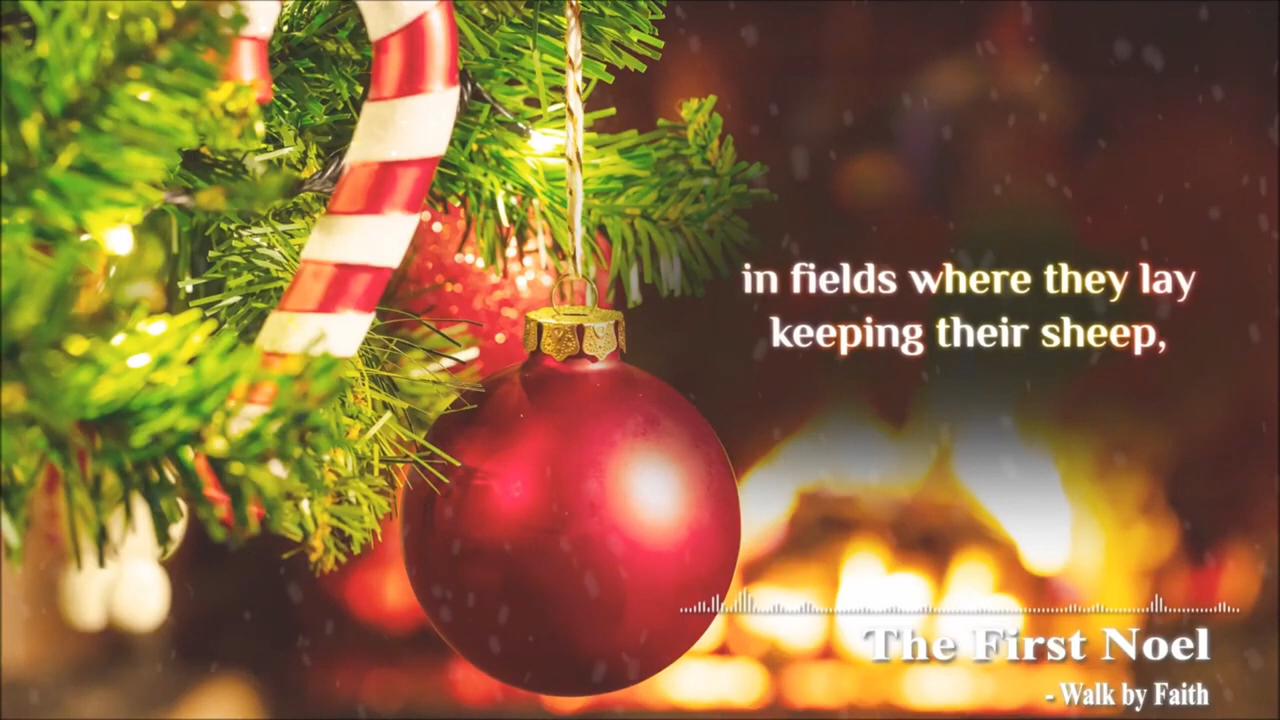 in fields where they lay
keeping their sheep,
The First Noel
- Walk by Faith